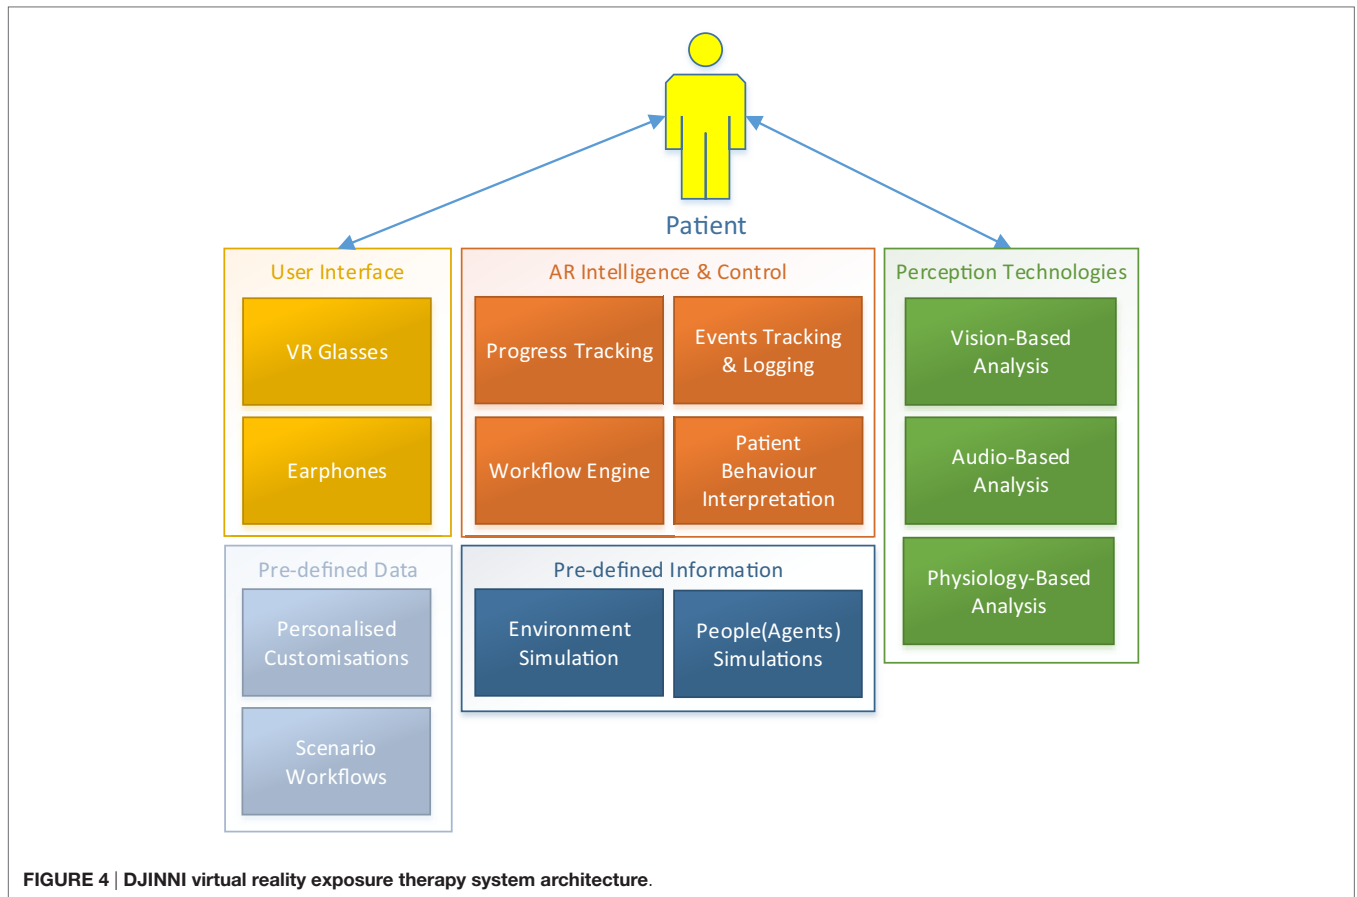 Patient
User Interface
VR Glasses
Earphones
AR Intelligence & Control
Progress Tracking
Events Tracking
& Logging
Workflow Engine
Patient
Behaviour
Interpretation
Perception Technologies
Vision-Based
Analysis
Audio-Based
Analysis
Physiology-Based
Analysis
Pre-defined Data
Personalised
Customisations
Scenario
Workflows
Pre-defined Information
Environment
Simulation
People(Agents)
Simulations
FIGURE 4 | DJINNI virtual reality exposure therapy system architecture.